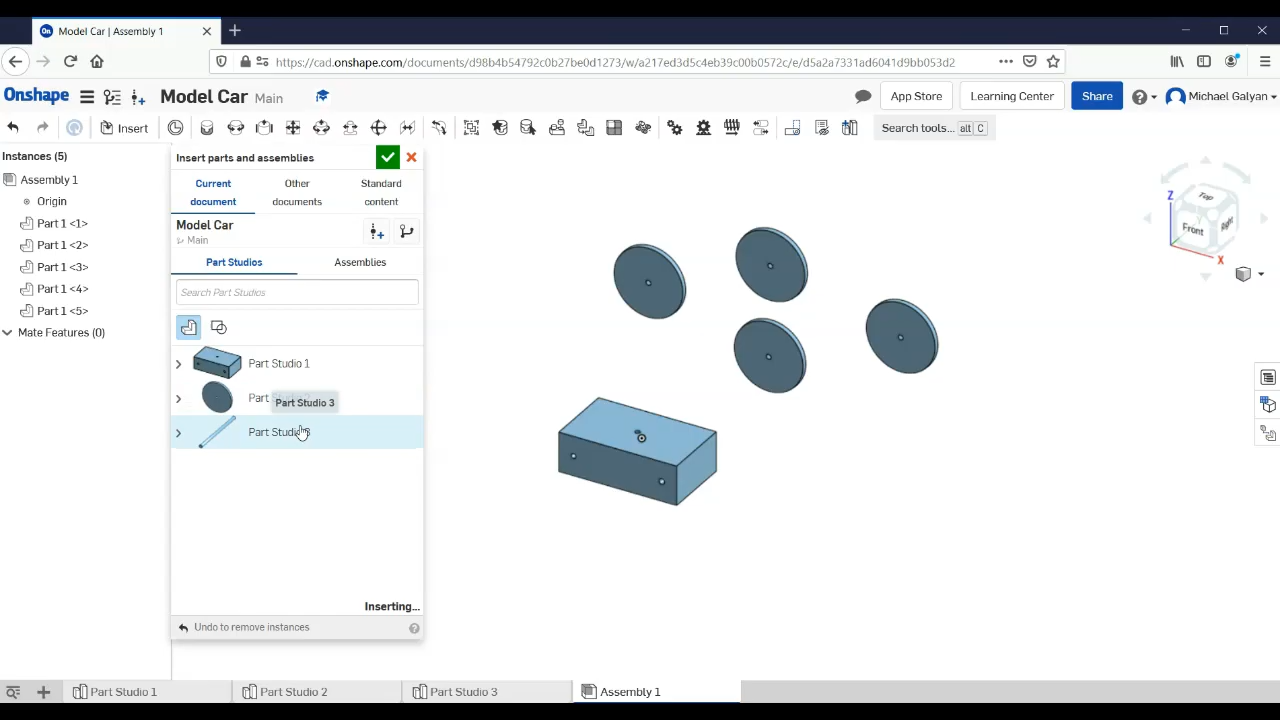 Model Car | Assembly 1
https://cad.onshape.com/documents/d98b4b5479250b27be0d1273/w/a217ed3d5c4eb39c00b0572c/e/d5a2a7331ad6041d9bb053d2
Onshape
Model Car Main
App Store
Learning Center
Share
Michael Galyan
Insert
Search tools... alt C
Instances (5)
Assembly 1
Origin
Part 1 <1>
Part 1 <2>
Part 1 <3>
Part 1 <4>
Part 1 <5>
Mate Features (0)
Insert parts and assemblies
Current document
Other documents
Standard content
Model Car
Main
Part Studios
Assemblies
Search Part Studios
Part Studio 1
Part
Part Studio 3
Part Studio 3
Inserting...
Undo to remove instances
Z
Top
Front
Right
X
Part Studio 1
Part Studio 2
Part Studio 3
Assembly 1